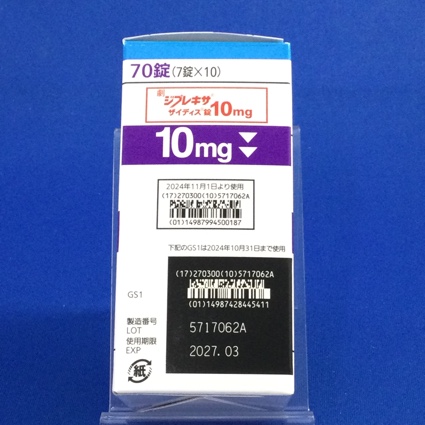 70錠(7錠×10)
劇 ジプレキサ®
ザイディス®錠10mg
10mg
2024年11月1日より使用
(17)270300(10)5717062A
(01)14987994500187
下記のGS1は2024年10月31日まで使用
(17)270300(10)5717062A
(01)14987428445411
GS1
製造番号
LOT
5717062A
使用期限
EXP
2027.03
紙